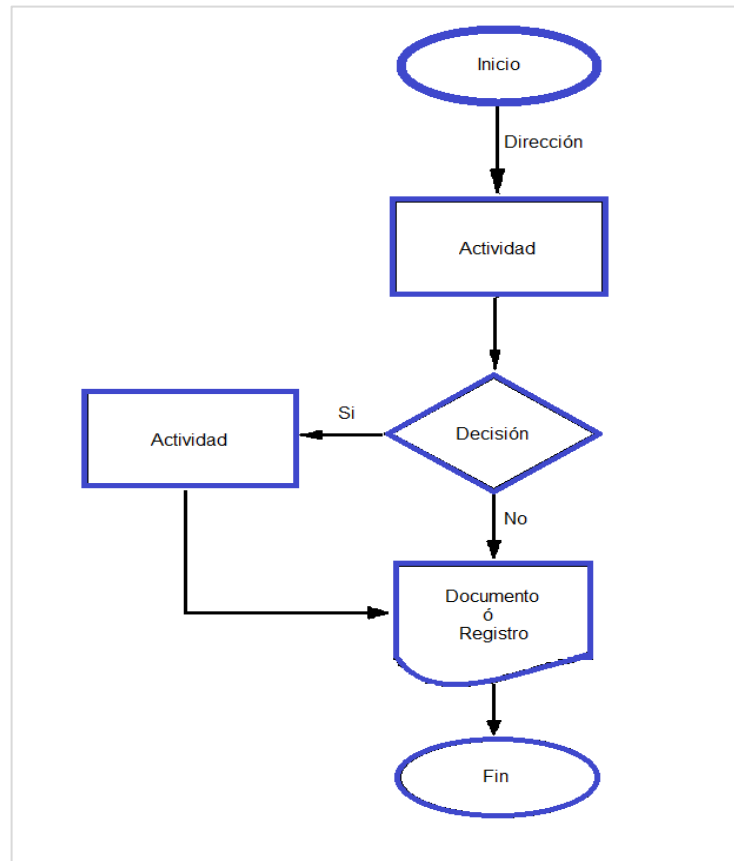 Inicio
Dirección
Actividad
Si
Actividad
Decisión
No
Documento
ó
Registro
Fin